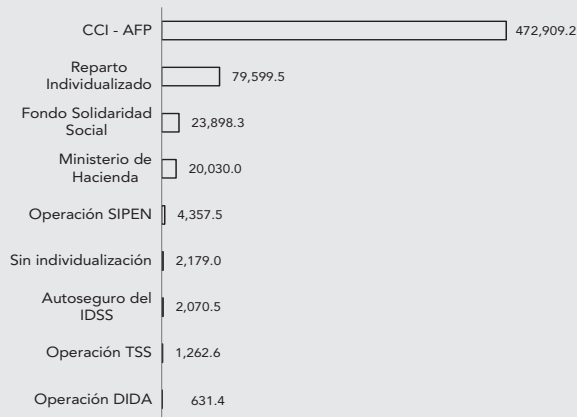 CCI - AFP
472,909.2
Reparto
Individualizado
79,599.5
Fondo Solidaridad
Social
23,898.3
Ministerio de
Hacienda
20,030.0
Operación SIPEN
4,357.5
Sin individualización
2,179.0
Autoseguro del
IDSS
2,070.5
Operación TSS
1,262.6
Operación DIDA
631.4